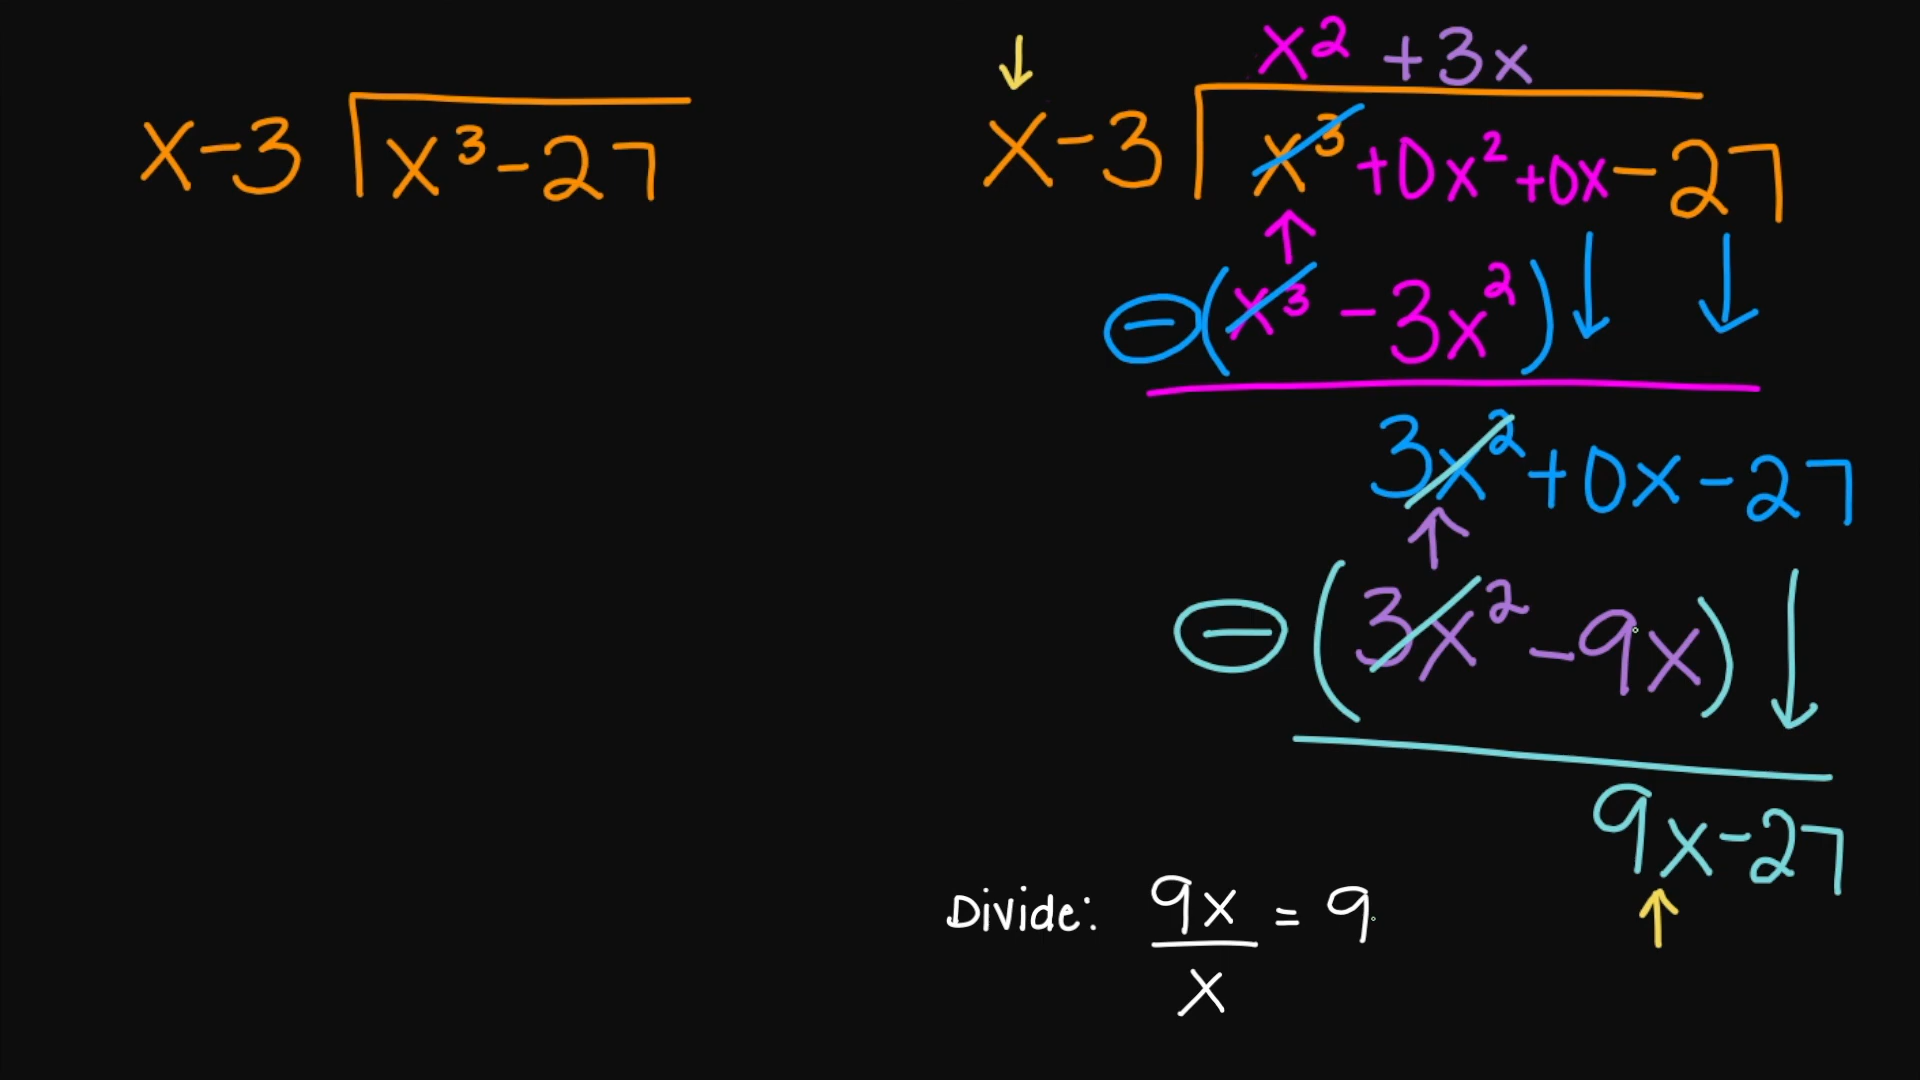 x-3 x³-27
x² +3x
x-3 x³ +0x² +0x -27
-(x³ -3x²)
3x² +0x -27
-(3x² -9x)
9x -27
Divide: 9x/x = 9